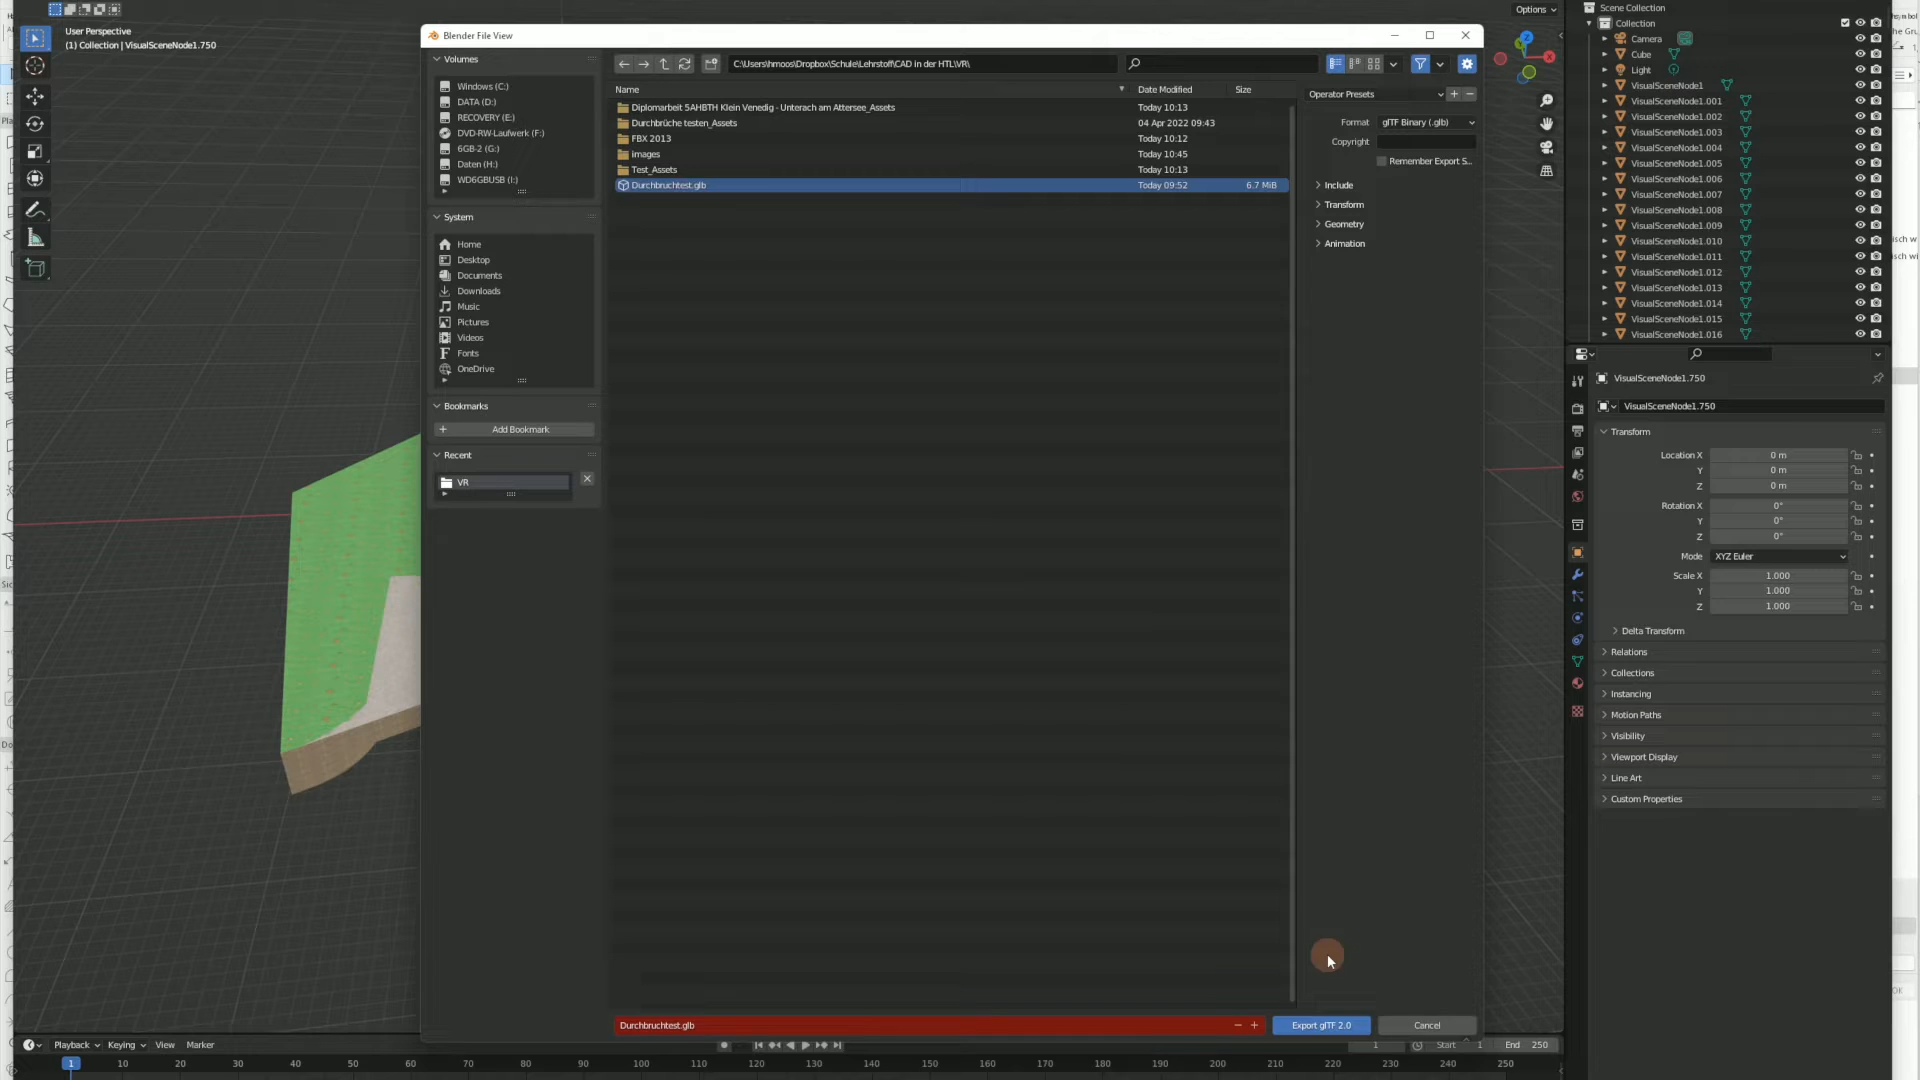 Options
User Perspective
(1) Collection | VisualSceneNode1.750
Blender File View
Volumes
Windows (C:)
DATA (D:)
RECOVERY (E:)
DVD-RW-Laufwerk (F:)
6GB-2 (G:)
Daten (H:)
WD6GBUSB (I:)
System
Home
Desktop
Documents
Downloads
Music
Pictures
Videos
Fonts
OneDrive
Bookmarks
Add Bookmark
Recent
VR
C:\Users\hmoos\Dropbox\Schule\Lehrstoff\CAD in der HTL\VR\
Name Date Modified Size
Diplomarbeit 5AHBTH Klein Venedig - Unterach am Attersee_Assets Today 10:13
Durchbrüche testen_Assets 04 Apr 2022 09:43
FBX 2013 Today 10:12
images Today 10:45
Test_Assets Today 10:13
Durchbruchtest.glb Today 09:52 6.7 MiB
Operator Presets
Format glTF Binary (.glb)
Copyright
Remember Export S...
Include
Transform
Geometry
Animation
Durchbruchtest.glb
Export glTF 2.0
Cancel
Scene Collection
Collection
Camera
Cube
Light
VisualSceneNode1
VisualSceneNode1.001
VisualSceneNode1.002
VisualSceneNode1.003
VisualSceneNode1.004
VisualSceneNode1.005
VisualSceneNode1.006
VisualSceneNode1.007
VisualSceneNode1.008
VisualSceneNode1.009
VisualSceneNode1.010
VisualSceneNode1.011
VisualSceneNode1.012
VisualSceneNode1.013
VisualSceneNode1.014
VisualSceneNode1.015
VisualSceneNode1.016
VisualSceneNode1.750
VisualSceneNode1.750
Transform
Location X 0 m
Y 0 m
Z 0 m
Rotation X 0°
Y 0°
Z 0°
Mode XYZ Euler
Scale X 1.000
Y 1.000
Z 1.000
Delta Transform
Relations
Collections
Instancing
Motion Paths
Visibility
Viewport Display
Line Art
Custom Properties
Playback Keying View Marker
1 Start 1 End 250
1 10 20 30 40 50 60 70 80 90 100 110 120 130 140 150 160 170 180 190 200 210 220 230 240 250